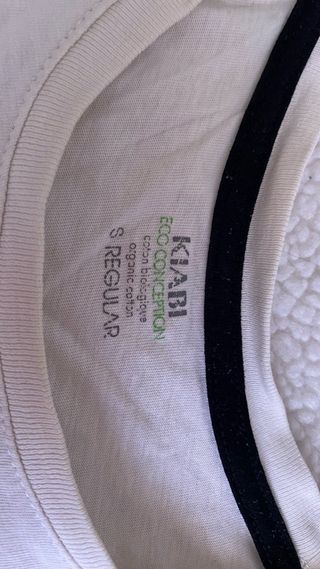 KIABI
ECO CONCEPTION
coton biologique
organic cotton
S REGULAR